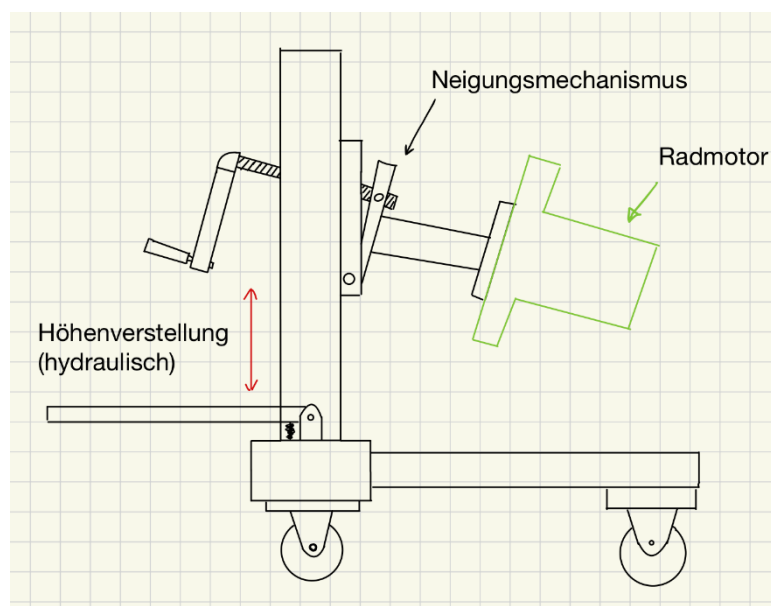 Neigungsmechanismus
Radmotor
Höhenverstellung
(hydraulisch)